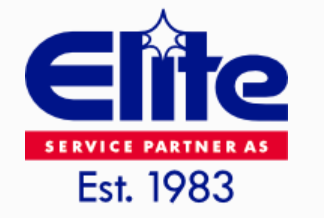 Elite
SERVICE PARTNER AS
Est. 1983